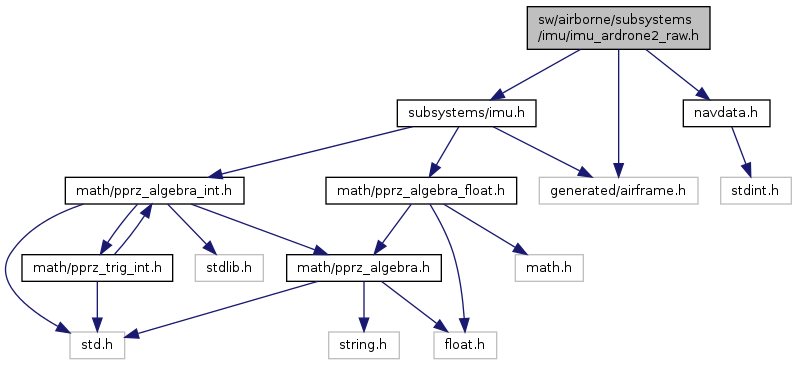 sw/airborne/subsystems
/imu/imu_ardrone2_raw.h
subsystems/imu.h
navdata.h
math/pprz_algebra_int.h
math/pprz_algebra_float.h
generated/airframe.h
stdint.h
math/pprz_trig_int.h
stdlib.h
math/pprz_algebra.h
math.h
std.h
string.h
float.h